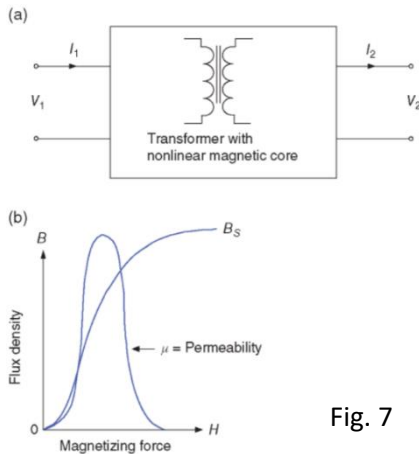 (a)
I₁
I₂
V₁
V₂
Transformer with
nonlinear magnetic core
(b)
B
Bₛ
Flux density
μ = Permeability
0
H
Magnetizing force
Fig. 7